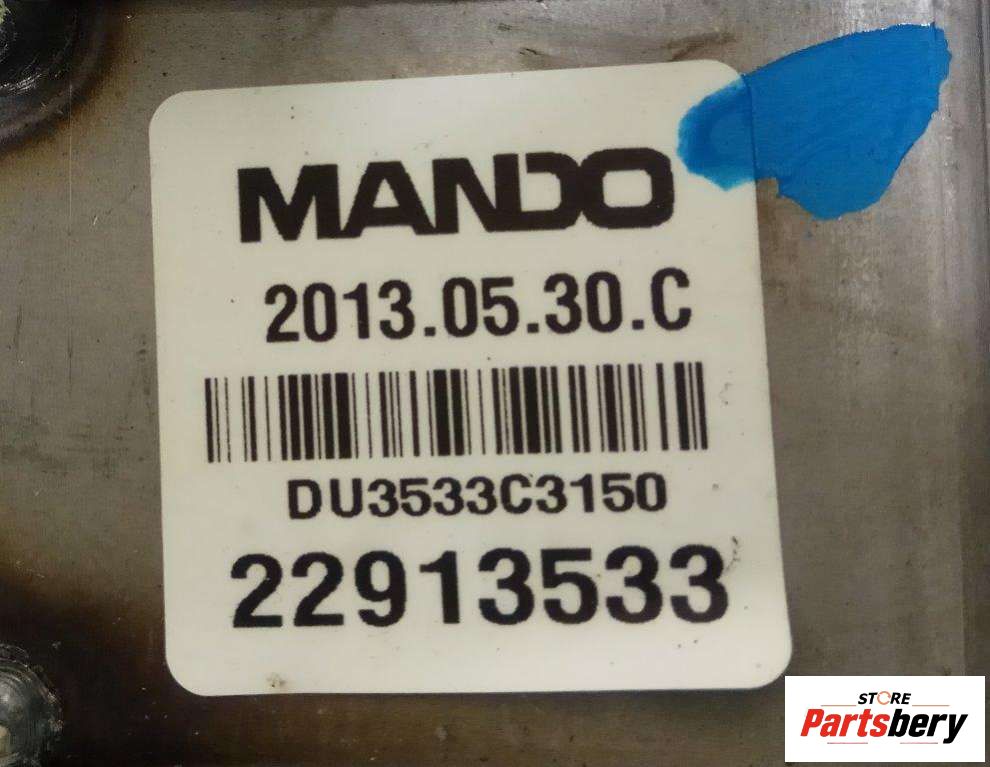 MANDO
2013.05.30.C
DU3533C3150
22913533
STORE
Partsbery